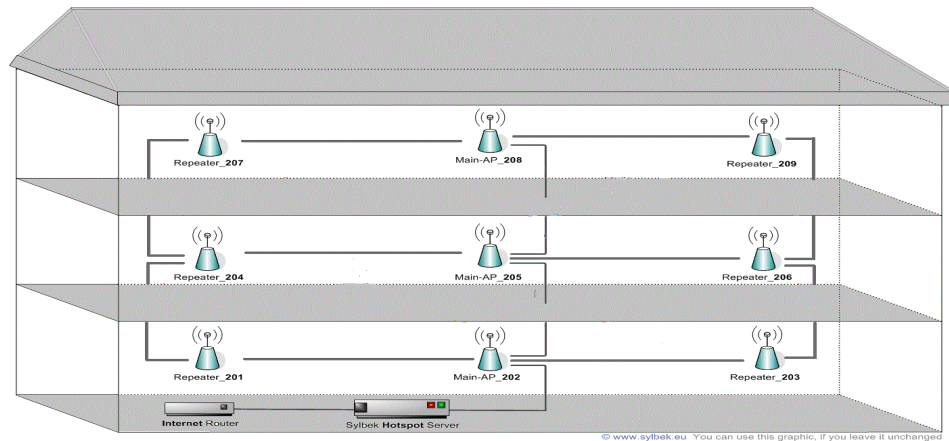 Repeater_207
Main-AP_208
Repeater_209
Repeater_204
Main-AP_205
Repeater_206
Repeater_201
Main-AP_202
Repeater_203
Internet Router
Sylbek Hotspot Server
© www.sylbek.eu You can use this graphic, if you leave it unchanged